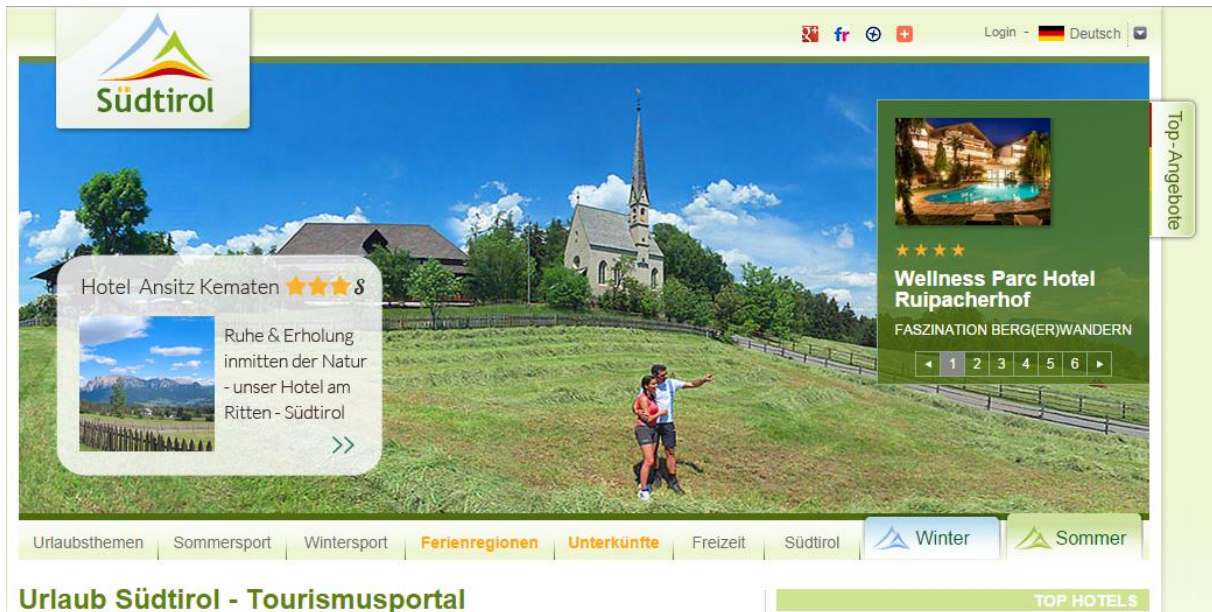 Login - Deutsch
Südtirol
Top-Angebote
Wellness Parc Hotel
Ruipacherhof
FASZINATION BERG(ER)WANDERN
1 2 3 4 5 6
Hotel Ansitz Kematen S
Ruhe & Erholung
inmitten der Natur
- unser Hotel am
Ritten - Südtirol
>>
Urlaubsthemen Sommersport Wintersport Ferienregionen Unterkünfte Freizeit Südtirol Winter Sommer
Urlaub Südtirol - Tourismusportal
TOP HOTELS